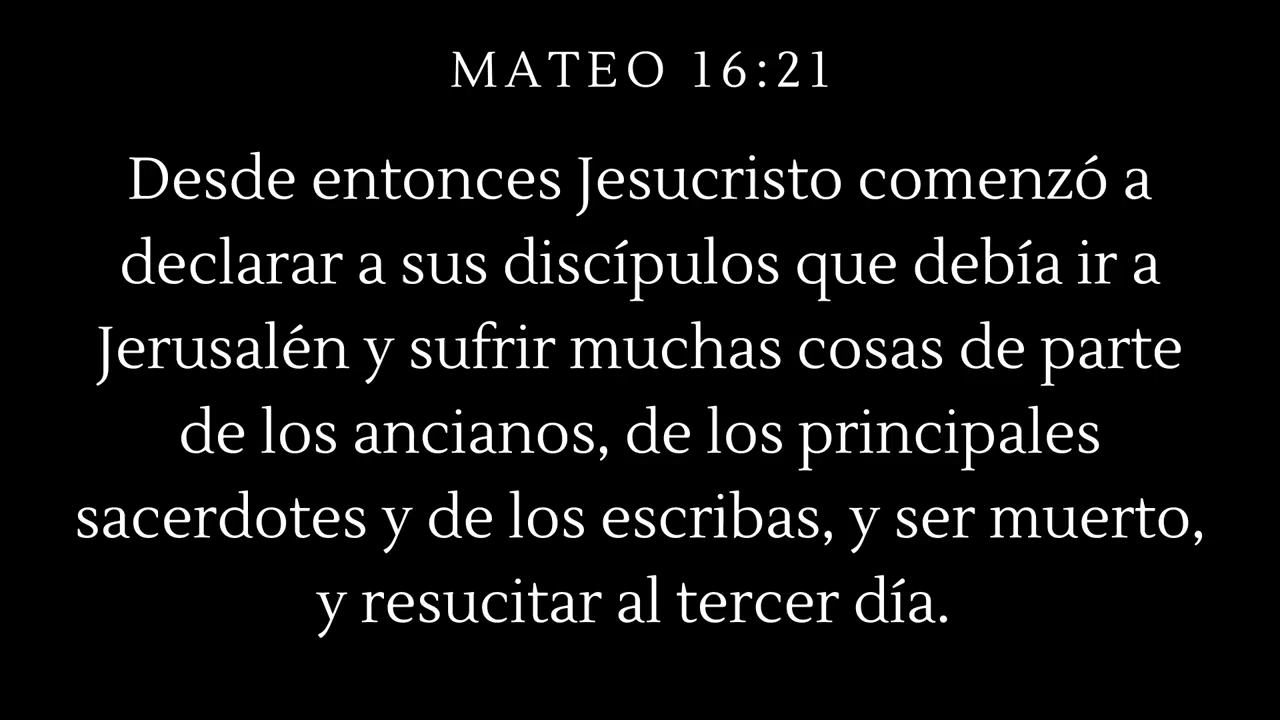 MATEO 16:21
Desde entonces Jesucristo comenzó a
declarar a sus discípulos que debía ir a
Jerusalén y sufrir muchas cosas de parte
de los ancianos, de los principales
sacerdotes y de los escribas, y ser muerto,
y resucitar al tercer día.